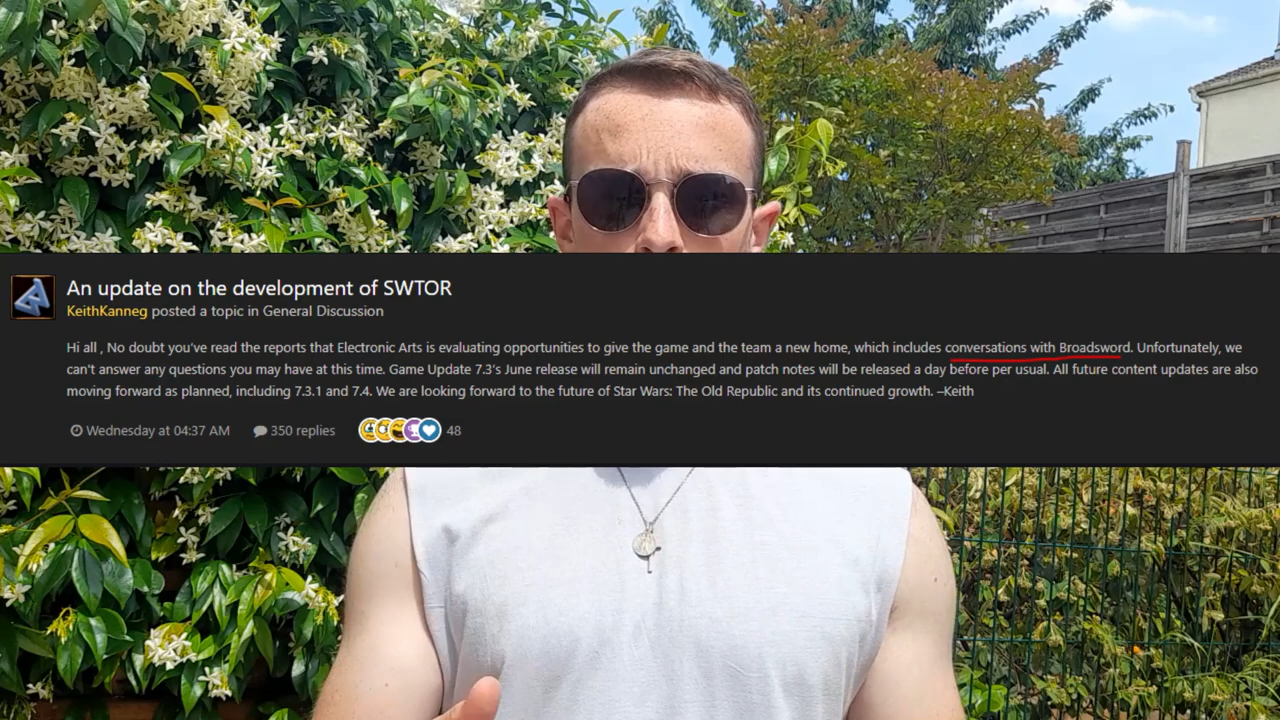 An update on the development of SWTOR
KeithKanneg posted a topic in General Discussion
Hi all , No doubt you've read the reports that Electronic Arts is evaluating opportunities to give the game and the team a new home, which includes conversations with Broadsword. Unfortunately, we
can't answer any questions you may have at this time. Game Update 7.3's June release will remain unchanged and patch notes will be released a day before per usual. All future content updates are also
moving forward as planned, including 7.3.1 and 7.4. We are looking forward to the future of Star Wars: The Old Republic and its continued growth. –Keith
Wednesday at 04:37 AM 350 replies 48